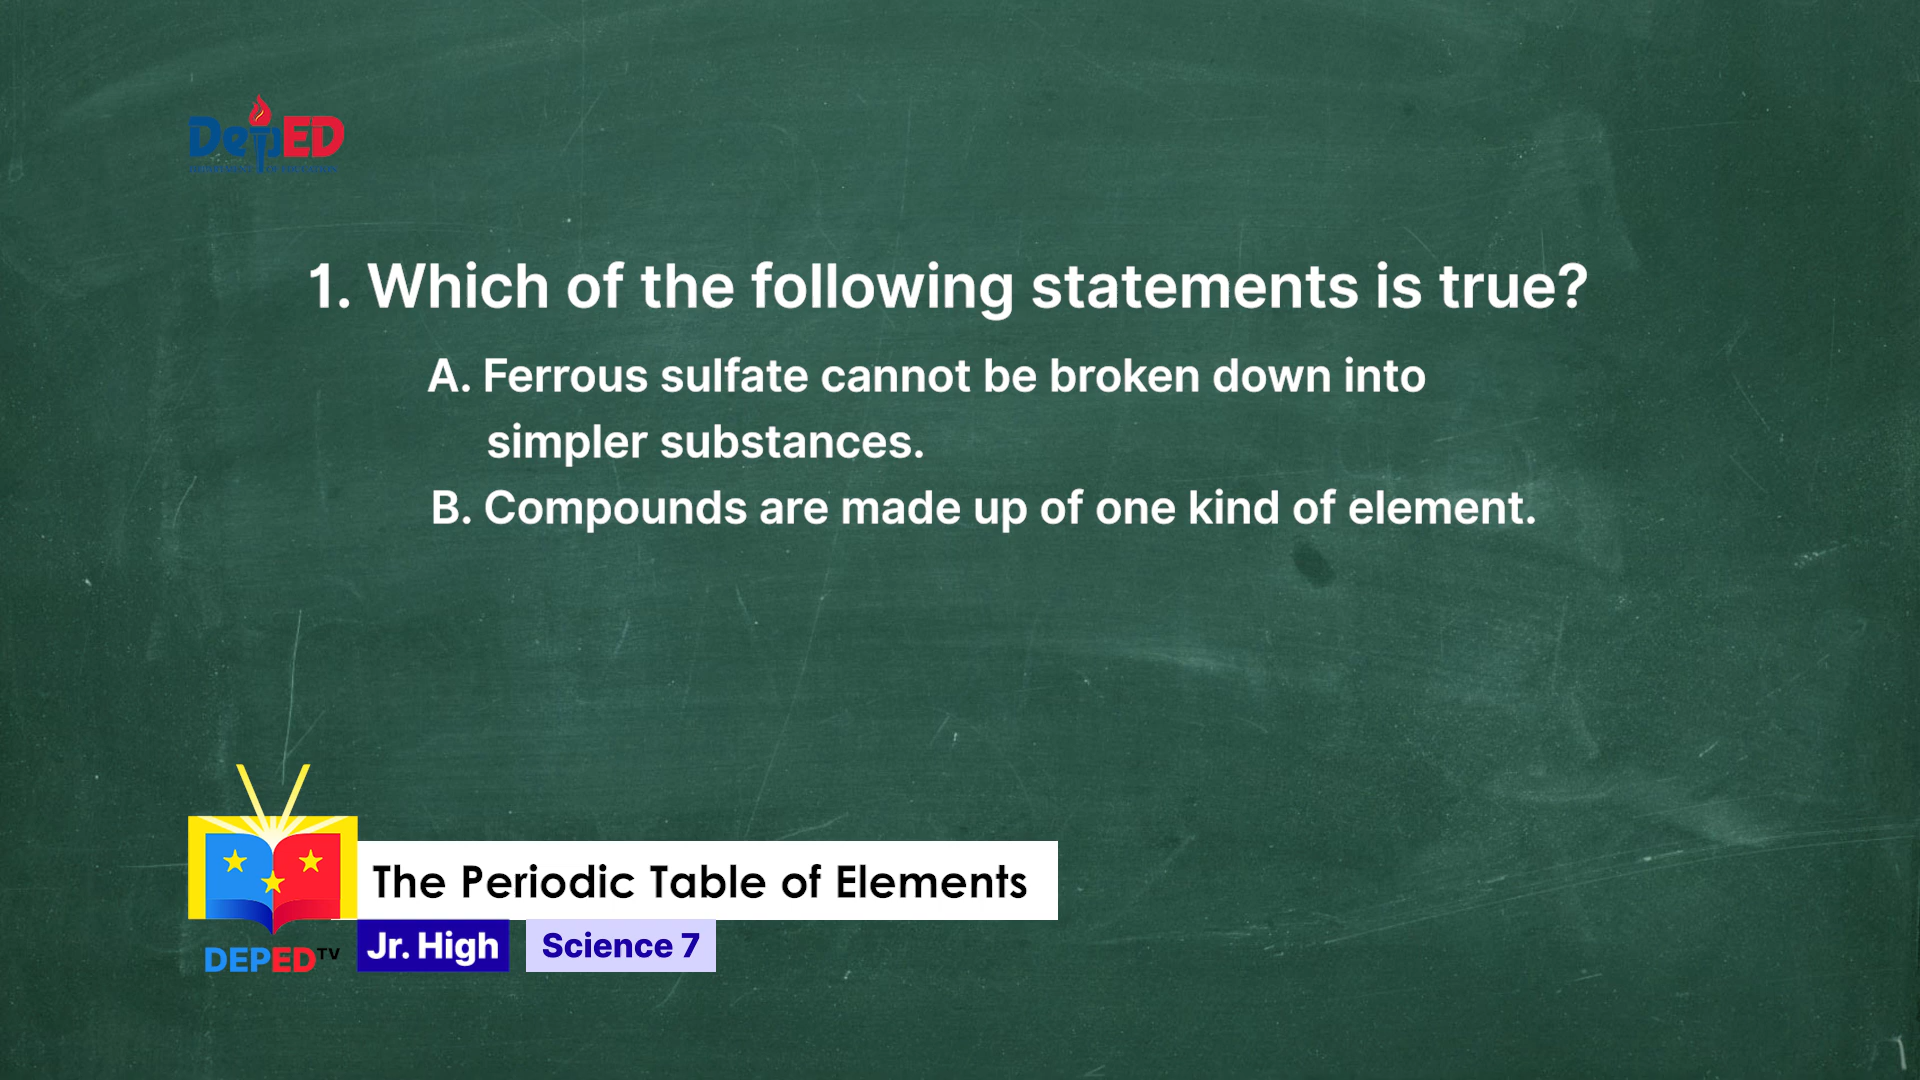 DepED
1. Which of the following statements is true?
A. Ferrous sulfate cannot be broken down into
simpler substances.
B. Compounds are made up of one kind of element.
The Periodic Table of Elements
DEPED TV
Jr. High
Science 7